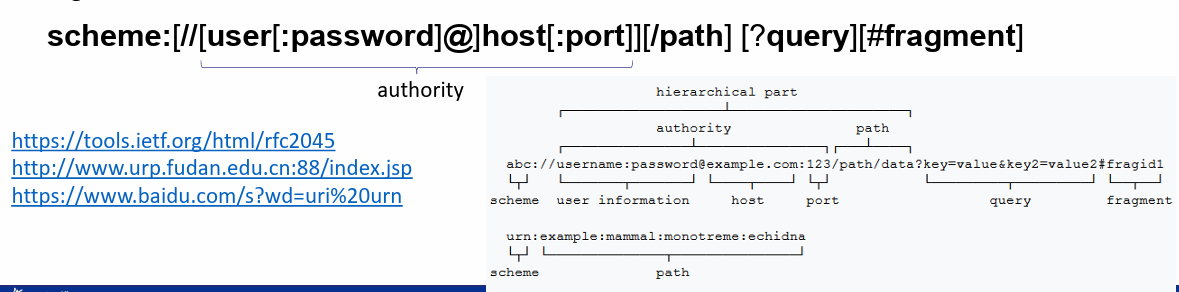 scheme:[//[user[:password]@]host[:port]][/path] [?query][#fragment]
authority
https://tools.ietf.org/html/rfc2045
http://www.urp.fudan.edu.cn:88/index.jsp
https://www.baidu.com/s?wd=uri%20urn
hierarchical part
authority path
abc://username:password@example.com:123/path/data?key=value&key2=value2#fragid1
scheme user information host port query fragment
urn:example:mammal:monotreme:echidna
scheme path